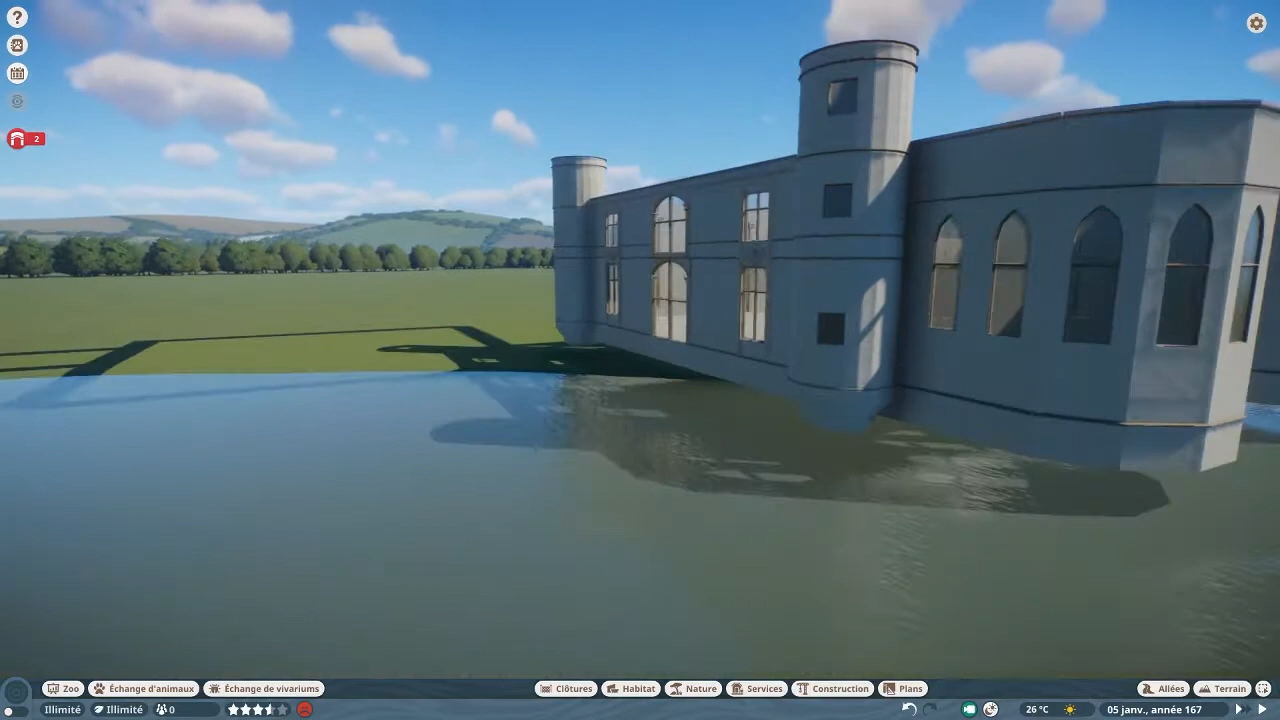 ?
2
Zoo Échange d'animaux Échange de vivariums Clôtures Habitat Nature Services Construction Plans Allées Terrain
Illimité Illimité 0 26 °C 05 janv., année 167